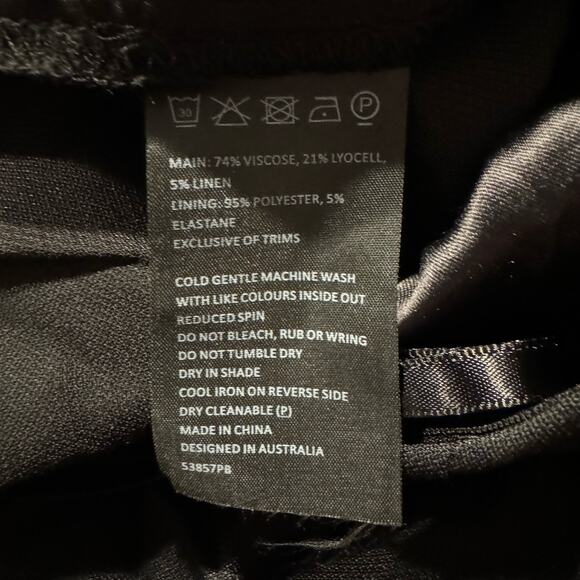 30 P
MAIN: 74% VISCOSE, 21% LYOCELL,
5% LINEN
LINING: 95% POLYESTER, 5%
ELASTANE
EXCLUSIVE OF TRIMS
COLD GENTLE MACHINE WASH
WITH LIKE COLOURS INSIDE OUT
REDUCED SPIN
DO NOT BLEACH, RUB OR WRING
DO NOT TUMBLE DRY
DRY IN SHADE
COOL IRON ON REVERSE SIDE
DRY CLEANABLE (P)
MADE IN CHINA
DESIGNED IN AUSTRALIA
53857PB